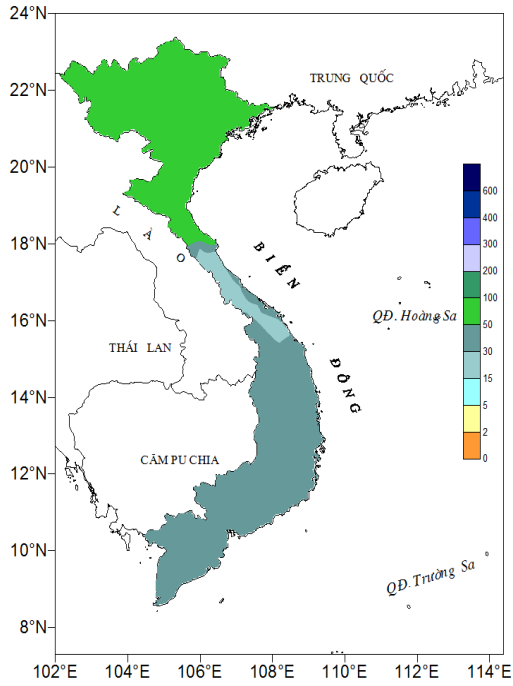 24°N
22°N
20°N
18°N
16°N
14°N
12°N
10°N
8°N
102°E 104°E 106°E 108°E 110°E 112°E 114°E
TRUNG QUỐC
LÀO
BIỂN
ĐÔNG
QĐ. Hoàng Sa
THÁI LAN
CĂM PU CHIA
QĐ. Trường Sa
600
400
300
200
100
50
30
15
5
2
0